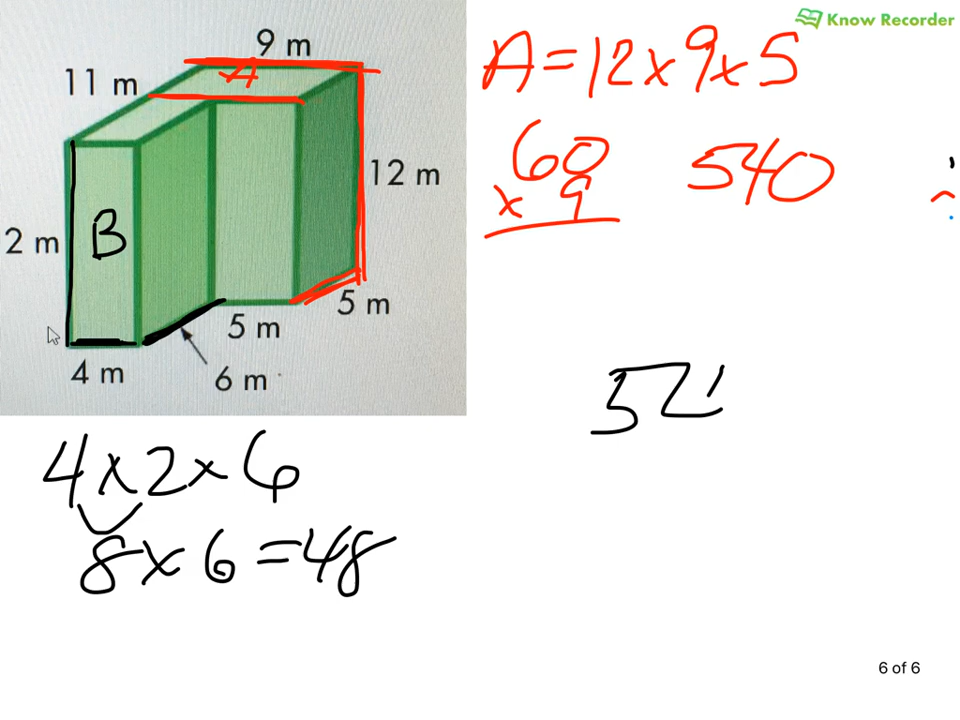 Know Recorder
9 m
A
A=12x9x5
11 m
60
540
x 9
12 m
2 m
B
5 m
5 m
4 m
6 m
4x2x6
8x6=48
6 of 6